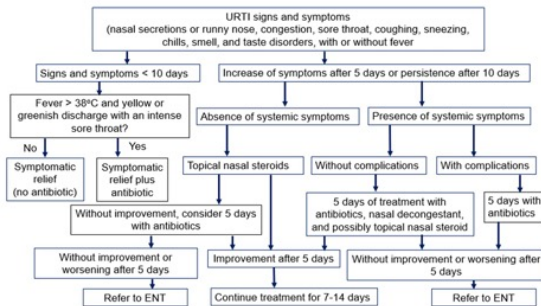 URTI signs and symptoms
(nasal secretions or runny nose, congestion, sore throat, coughing, sneezing,
chills, smell, and taste disorders, with or without fever
Signs and symptoms < 10 days
Increase of symptoms after 5 days or persistence after 10 days
Fever > 38ºC and yellow or
greenish discharge with an intense
sore throat?
Absence of systemic symptoms
Presence of systemic symptoms
No
Yes
Symptomatic
relief
(no antibiotic)
Symptomatic
relief plus
antibiotic
Topical nasal steroids
Without complications
With complications
Without improvement, consider 5 days
with antibiotics
5 days of treatment with
antibiotics, nasal decongestant,
and possibly topical nasal steroid
5 days with
antibiotics
Without improvement or
worsening after 5 days
Improvement after 5 days
Without improvement or worsening after
5 days
Refer to ENT
Continue treatment for 7-14 days
Refer to ENT